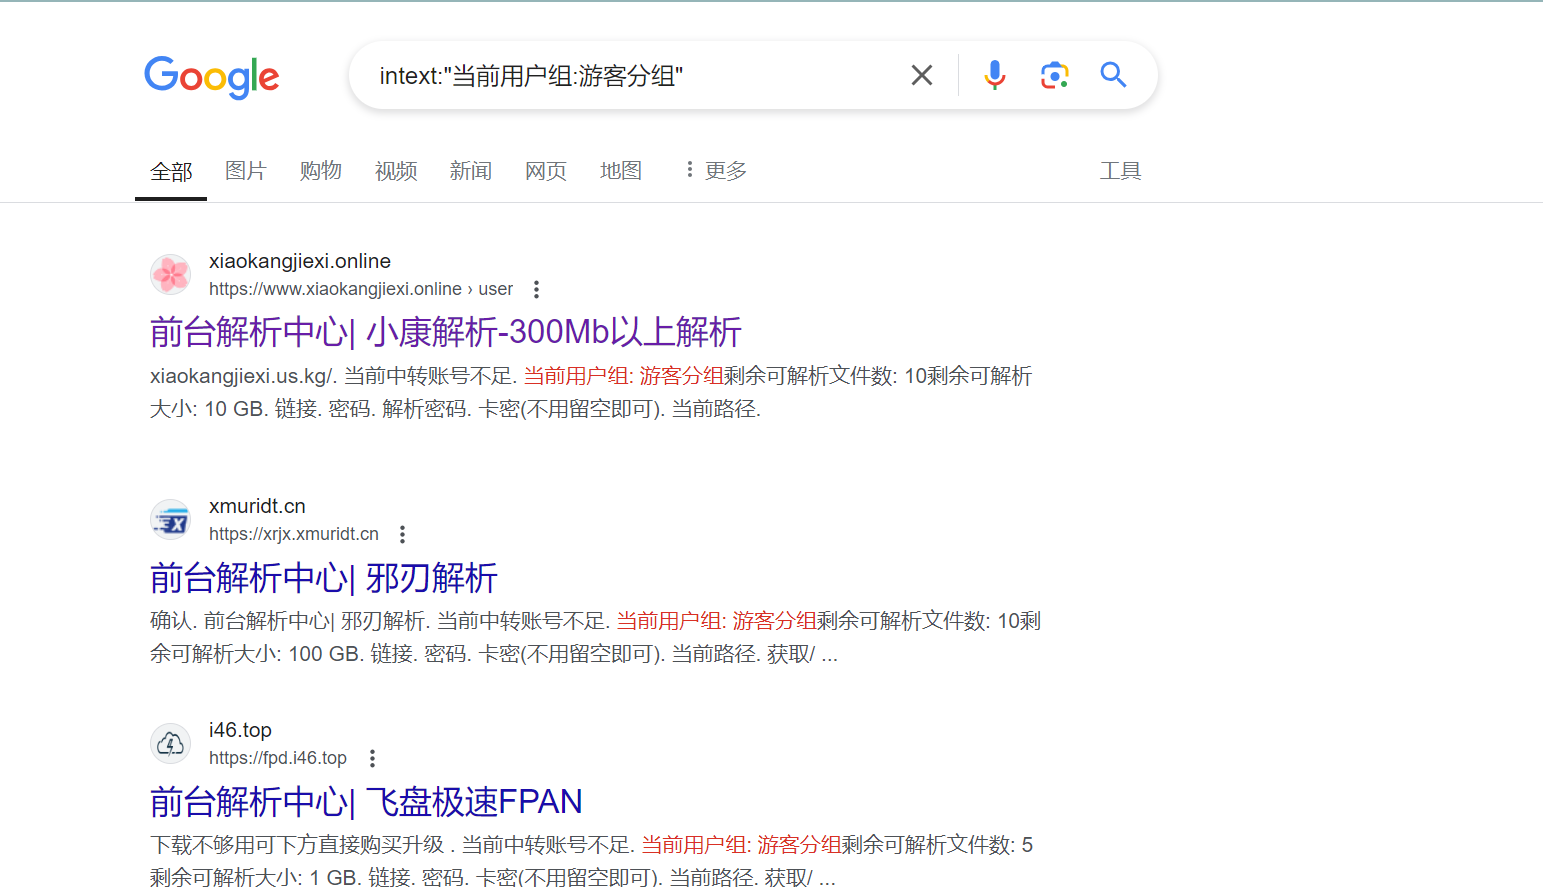 Google
intext:"当前用户组:游客分组"
全部 图片 购物 视频 新闻 网页 地图 更多 工具
xiaokangjiexi.online
https://www.xiaokangjiexi.online › user
前台解析中心| 小康解析-300Mb以上解析
xiaokangjiexi.us.kg/. 当前中转账号不足. 当前用户组: 游客分组剩余可解析文件数: 10剩余可解析
大小: 10 GB. 链接. 密码. 解析密码. 卡密(不用留空即可). 当前路径.
EX
xmuridt.cn
https://xrjx.xmuridt.cn
前台解析中心| 邪刃解析
确认. 前台解析中心| 邪刃解析. 当前中转账号不足. 当前用户组: 游客分组剩余可解析文件数: 10剩
余可解析大小: 100 GB. 链接. 密码. 卡密(不用留空即可). 当前路径. 获取/ ...
i46.top
https://fpd.i46.top
前台解析中心| 飞盘极速FPAN
下载不够用可下方直接购买升级 . 当前中转账号不足. 当前用户组: 游客分组剩余可解析文件数: 5
剩余可解析大小: 1 GB. 链接. 密码. 卡密(不用留空即可). 当前路径. 获取/ ...